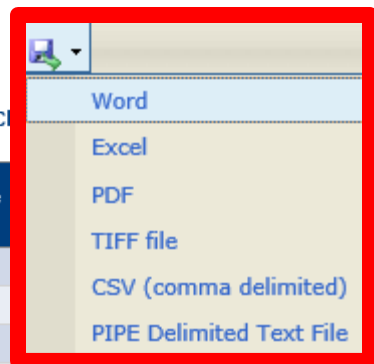 Word
Excel
PDF
TIFF file
CSV (comma delimited)
PIPE Delimited Text File